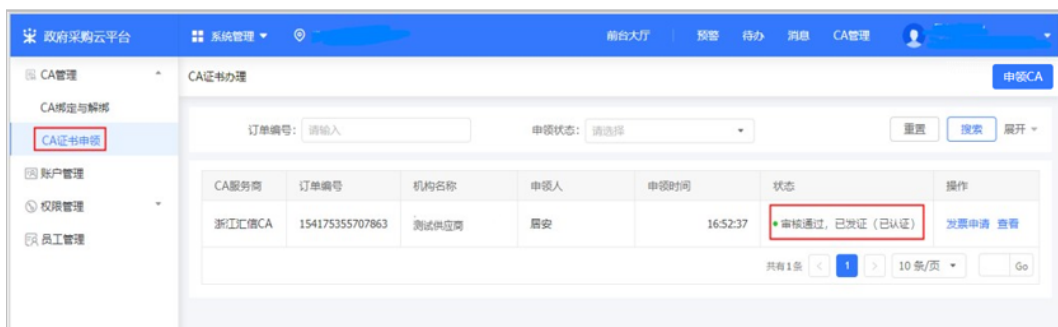 政府采购云平台 系统管理 前台大厅 预警 待办 消息 CA管理
CA管理
CA绑定与解绑
CA证书申领
账户管理
权限管理
员工管理
CA证书办理 申领CA
订单编号: 请输入 申领状态: 请选择 重置 搜索 展开
CA服务商 订单编号 机构名称 申领人 申领时间 状态 操作
浙江汇信CA 154175355707863 测试供应商 居安 16:52:37 审核通过，已发证（已认证） 发票申请 查看
共有1条 < 1 > 10 条/页 Go